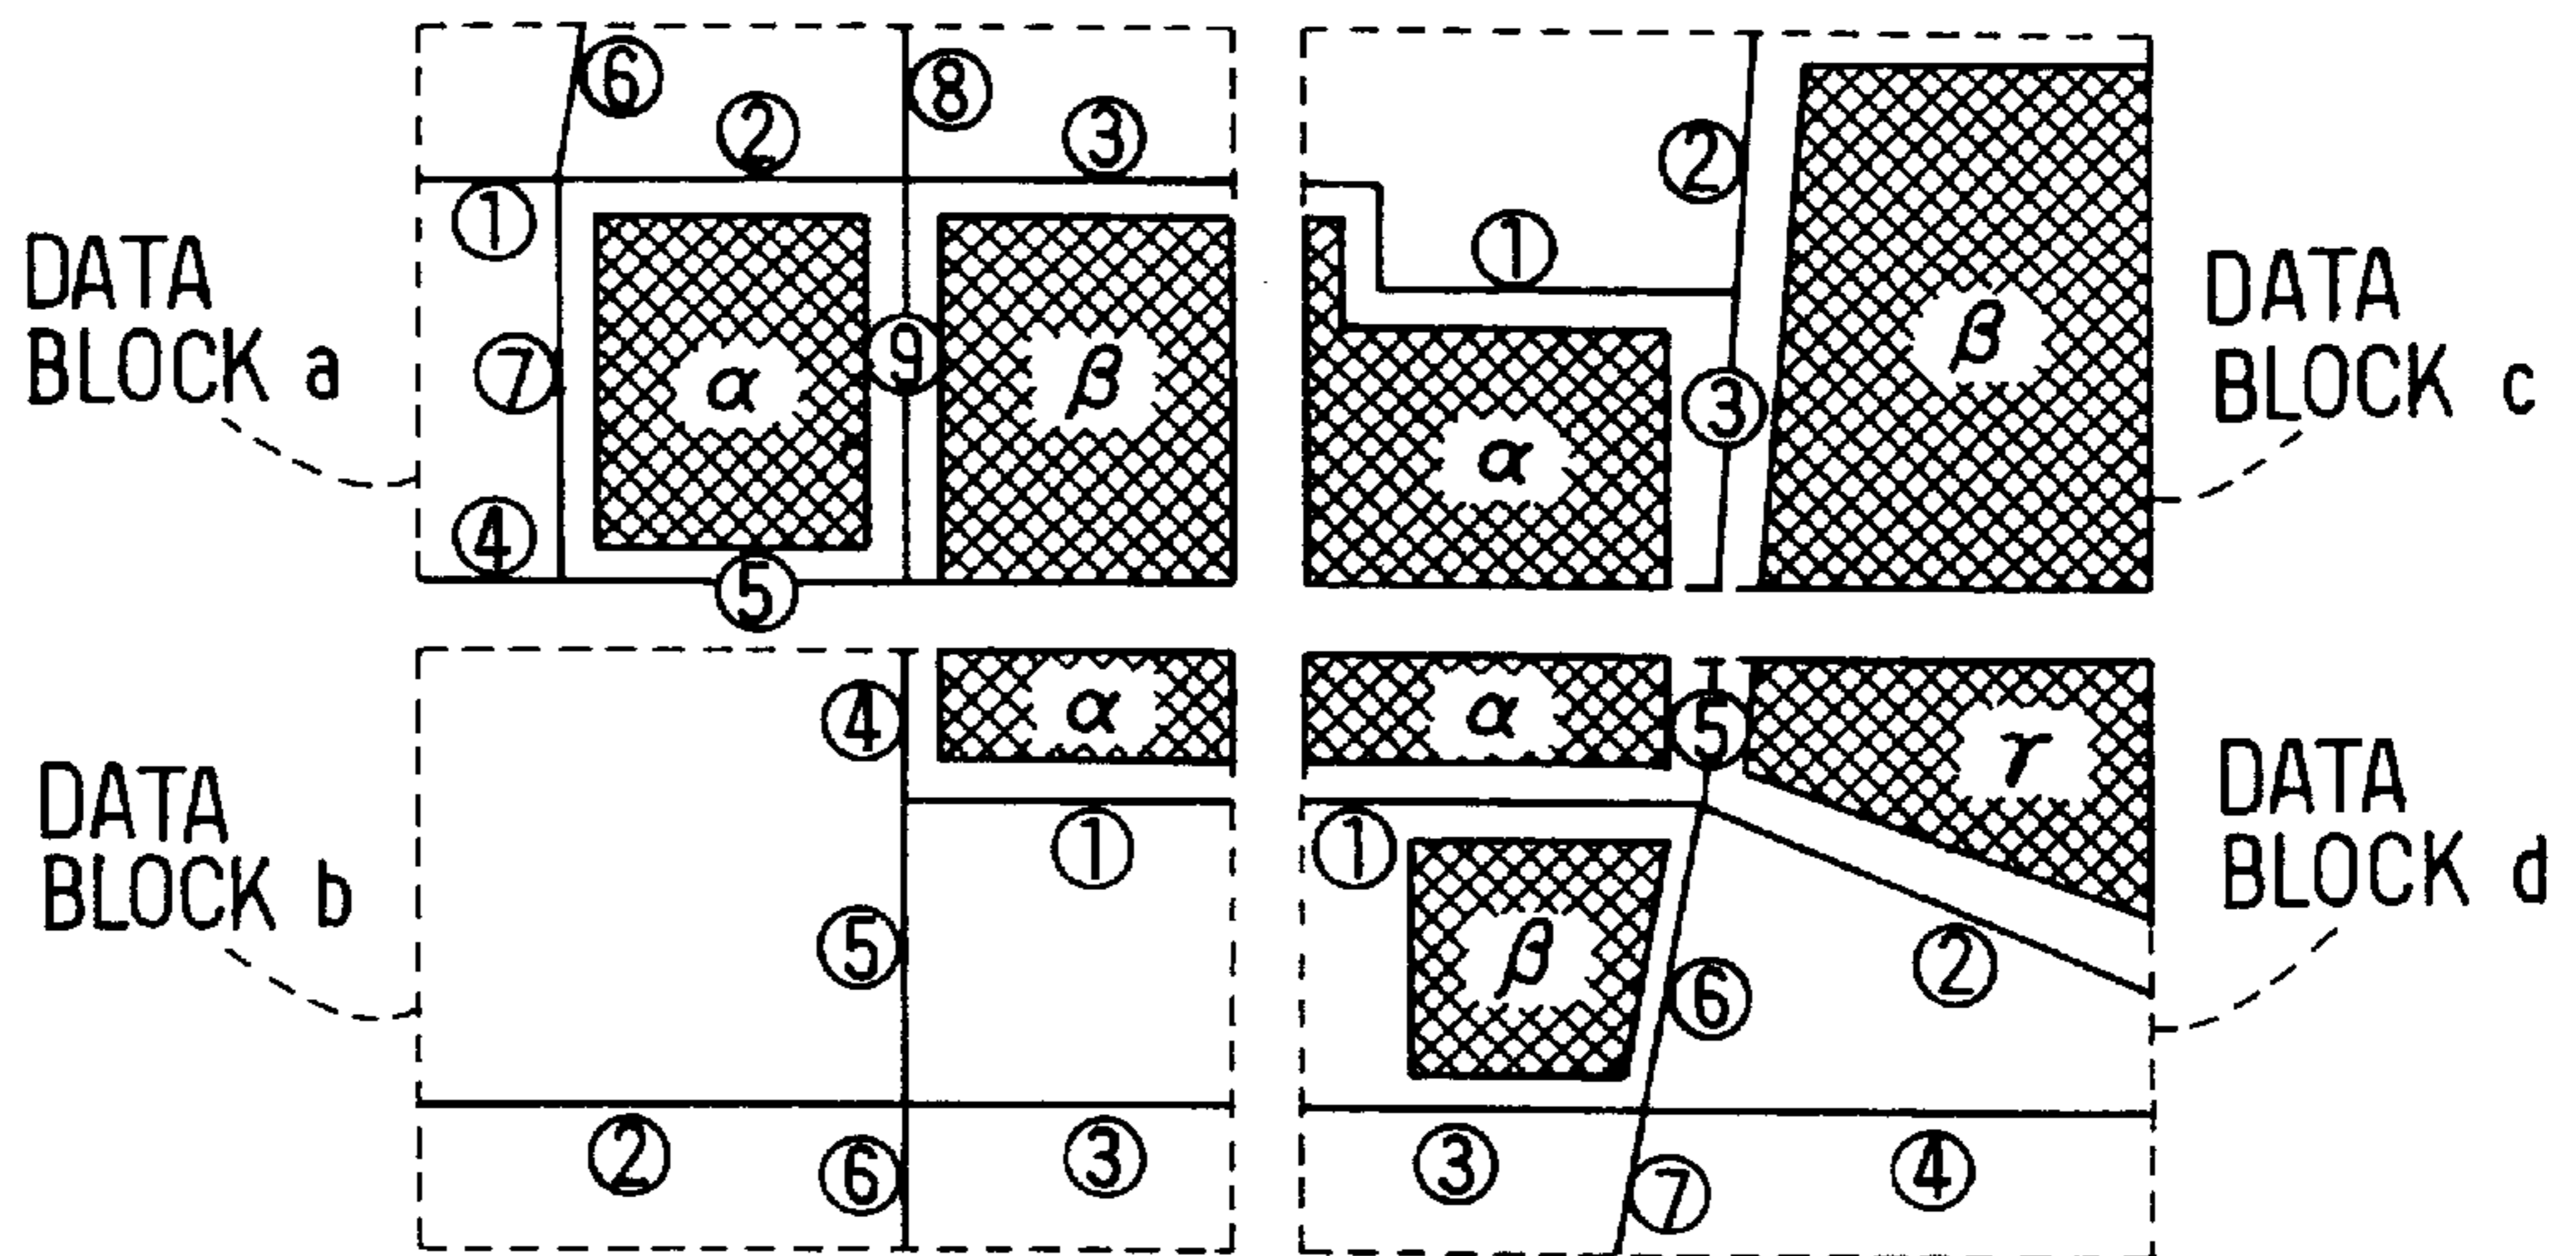 DATA
BLOCK a
⑥
⑧
②
③
①
⑦
α
⑨
β
④
⑤
DATA
BLOCK c
②
①
β
③
α
DATA
BLOCK b
④
α
①
⑤
②
⑥
③
DATA
BLOCK d
α
⑤
γ
①
β
⑥
②
③
⑦
④